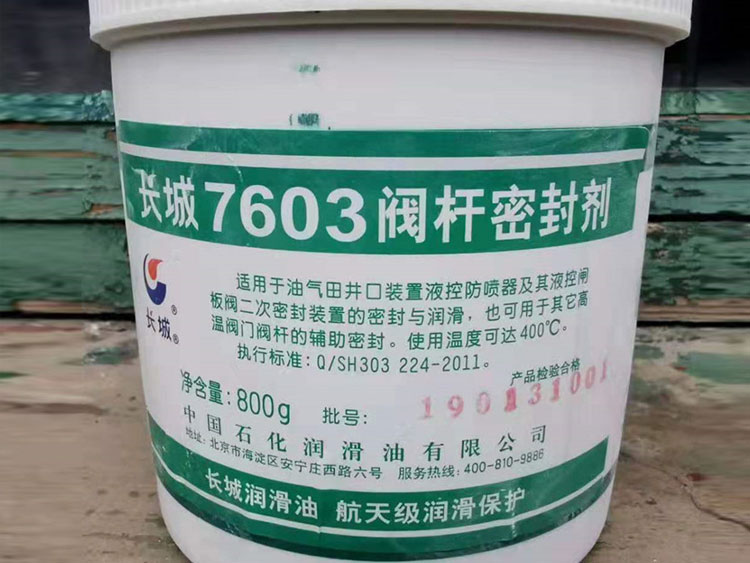 长城7603阀杆密封剂
长城
适用于油气田井口装置液控防喷器及其液控闸
板阀二次密封装置的密封与润滑，也可用于其它高
温阀门阀杆的辅助密封。使用温度可达400℃。
执行标准：Q/SH303 224-2011。
产品检验合格
净含量：800g 批号：
中国石化润滑油有限公司
地址：北京市海淀区安宁庄西路六号 服务热线：400-810-9886
长城润滑油 航天级润滑保护